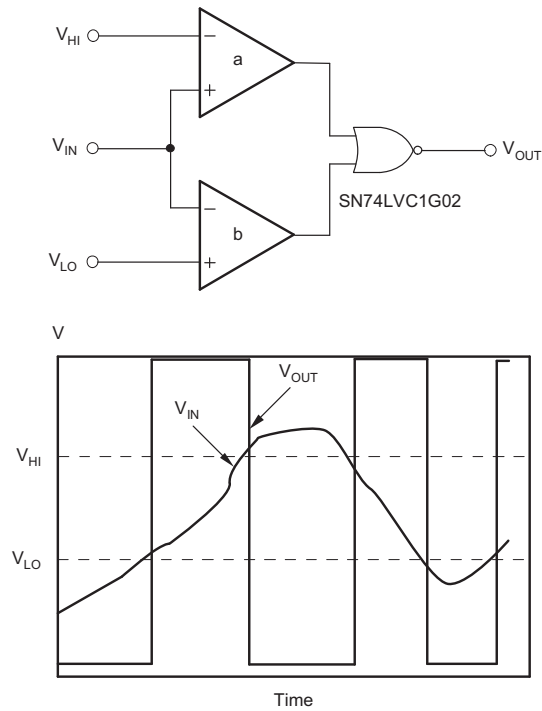 V_HI
−
a
+
V_IN
V_OUT
−
SN74LVC1G02
b
V_LO
+
V
V_OUT
V_IN
V_HI
V_LO
Time